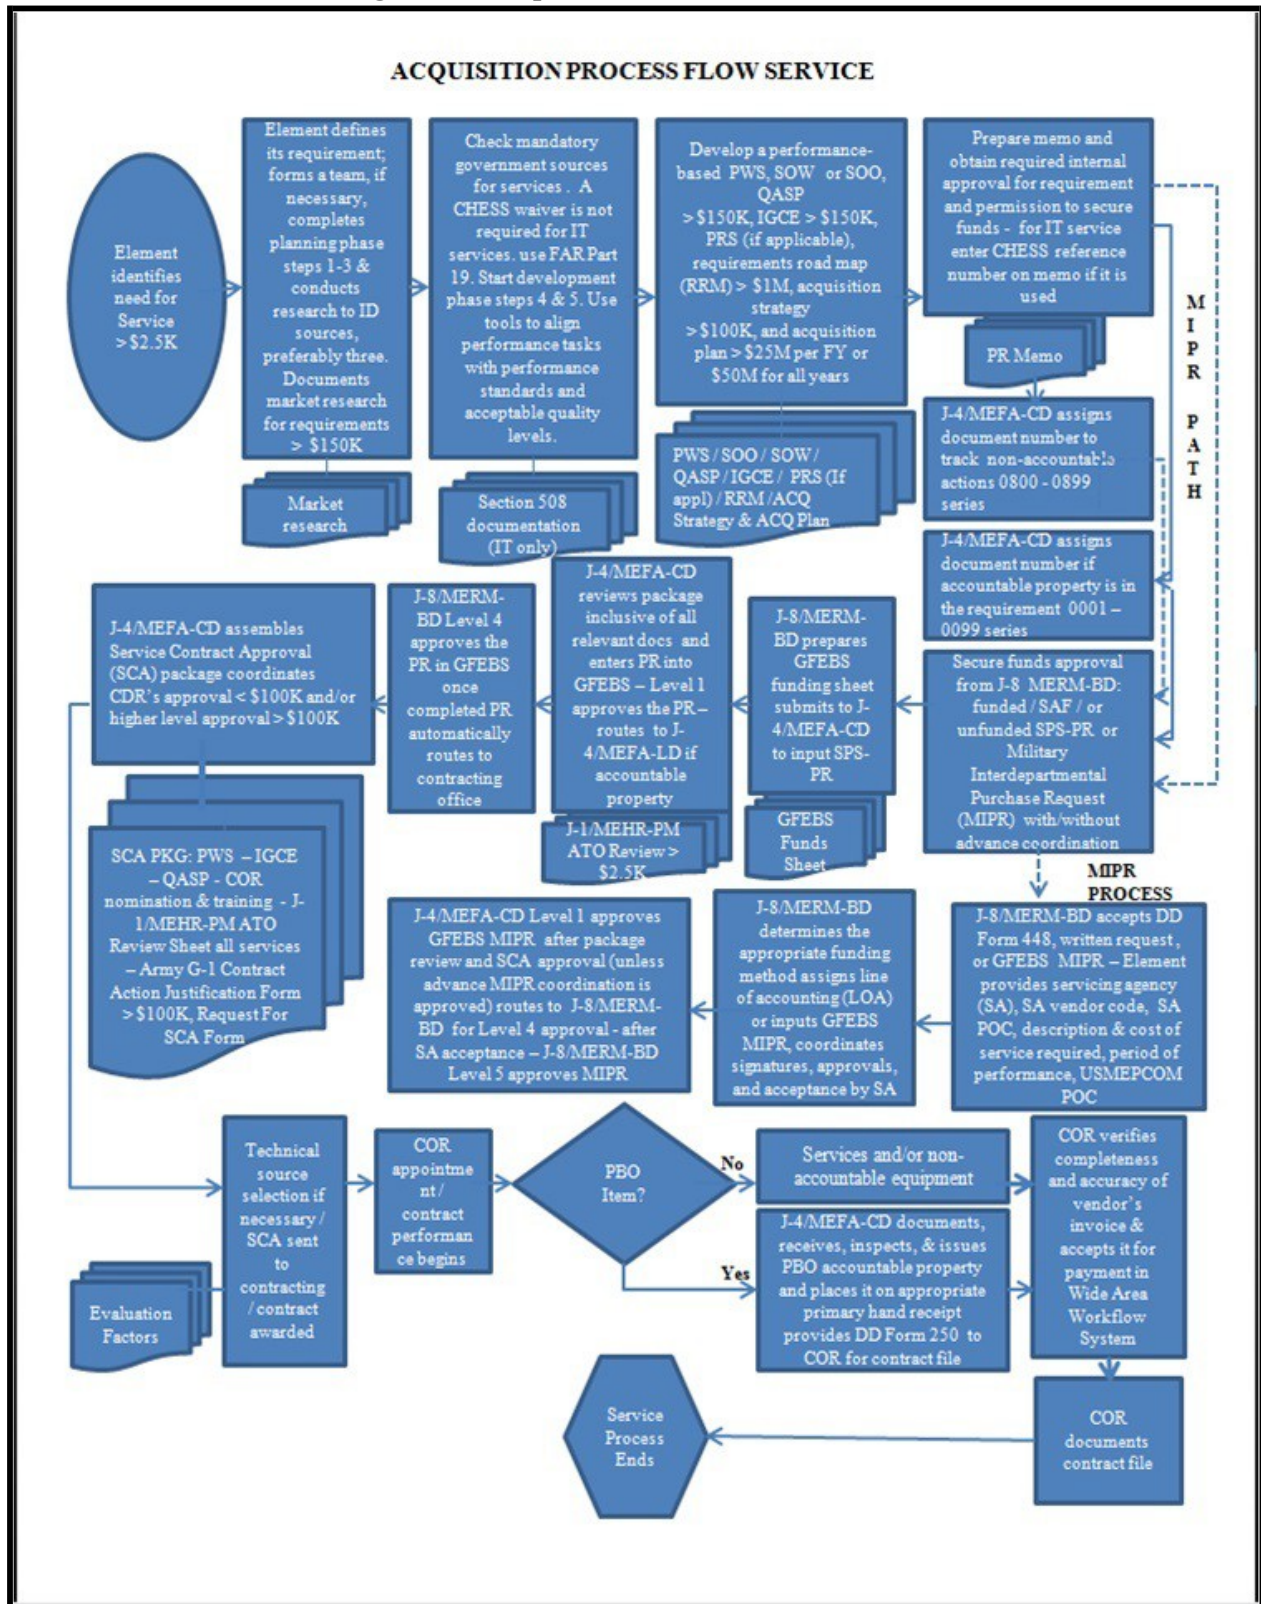 ACQUISITION PROCESS FLOW SERVICE
Element
identifies
need for
Service
>$2.5K
Element defines
its requirement;
forms a team, if
necessary,
completes
planning phase
steps 1-3 &
conducts
research to ID
sources,
preferably three.
Documents
market research
for requirements
> $150K
Market
research
Check mandatory
government sources
for services . A
CHESS waiver is not
required for IT
services. use FAR Part
19. Start development
phase steps 4 & 5. Use
tools to align
performance tasks
with performance
standards and
acceptable quality
levels.
Section 508
documentation
(IT only)
Develop a performance-
based PWS, SOW or SOO,
QASP
>$150K, IGCE > $150K,
PRS (if applicable),
requirements road map
(RRM) > $1M, acquisition
strategy
>$100K, and acquisition
plan >$25M per FY or
$50M for all years
PWS / SOO / SOW /
QASP / IGCE / PRS (If
appl) / RRM /ACQ
Strategy & ACQ Plan
Prepare memo and
obtain required internal
approval for requirement
and permission to secure
funds - for IT service
enter CHESS reference
number on memo if it is
used
PR Memo
M
I
P
R
P
A
T
H
J-4/MEFA-CD assigns
document number to
track non-accountable
actions 0800 - 0899
series
J-4/MEFA-CD assigns
document number if
accountable property is in
the requirement 0001 –
0099 series
Secure funds approval
from J-8 MERM-BD:
funded / SAF / or
unfunded SPS-PR or
Military
Interdepartmental
Purchase Request
(MIPR) with/without
advance coordination
J-8/MERM-
BD prepares
GFEBS
funding sheet
submits to J-
4/MEFA-CD
to input SPS-
PR
GFEBS
Funds
Sheet
J-4/MEFA-CD
reviews package
inclusive of all
relevant docs and
enters PR into
GFEBS – Level 1
approves the PR –
routes to J-
4/MEFA-LD if
accountable
property
J-1/MEHR-PM
ATO Review >
$2.5K
J-8/MERM-
BD Level 4
approves the
PR in GFEBS
once
completed PR
automatically
routes to
contracting
office
J-4/MEFA-CD assembles
Service Contract Approval
(SCA) package coordinates
CDR's approval < $100K and/or
higher level approval > $100K
SCA PKG: PWS – IGCE
– QASP - COR
nomination & training - J-
1/MEHR-PM ATO
Review Sheet all services
– Army G-1 Contract
Action Justification Form
>$100K, Request For
SCA Form
MIPR
PROCESS
J-8/MERM-BD accepts DD
Form 448, written request ,
or GFEBS MIPR – Element
provides servicing agency
(SA), SA vendor code, SA
POC, description & cost of
service required, period of
performance, USMEPCOM
POC
J-8/MERM-BD
determines the
appropriate funding
method assigns line
of accounting (LOA)
or inputs GFEBS
MIPR, coordinates
signatures, approvals,
and acceptance by SA
J-4/MEFA-CD Level 1 approves
GFEBS MIPR after package
review and SCA approval (unless
advance MIPR coordination is
approved) routes to J-8/MERM-
BD for Level 4 approval - after
SA acceptance – J-8/MERM-BD
Level 5 approves MIPR
Evaluation
Factors
Technical
source
selection if
necessary /
SCA sent
to
contracting
/ contract
awarded
COR
appointme
nt /
contract
performan
ce begins
PBO
Item?
No
Yes
Services and/or non-
accountable equipment
J-4/MEFA-CD documents,
receives, inspects, & issues
PBO accountable property
and places it on appropriate
primary hand receipt
provides DD Form 250 to
COR for contract file
COR verifies
completeness
and accuracy of
vendor's
invoice &
accepts it for
payment in
Wide Area
Workflow
System
COR
documents
contract file
Service
Process
Ends